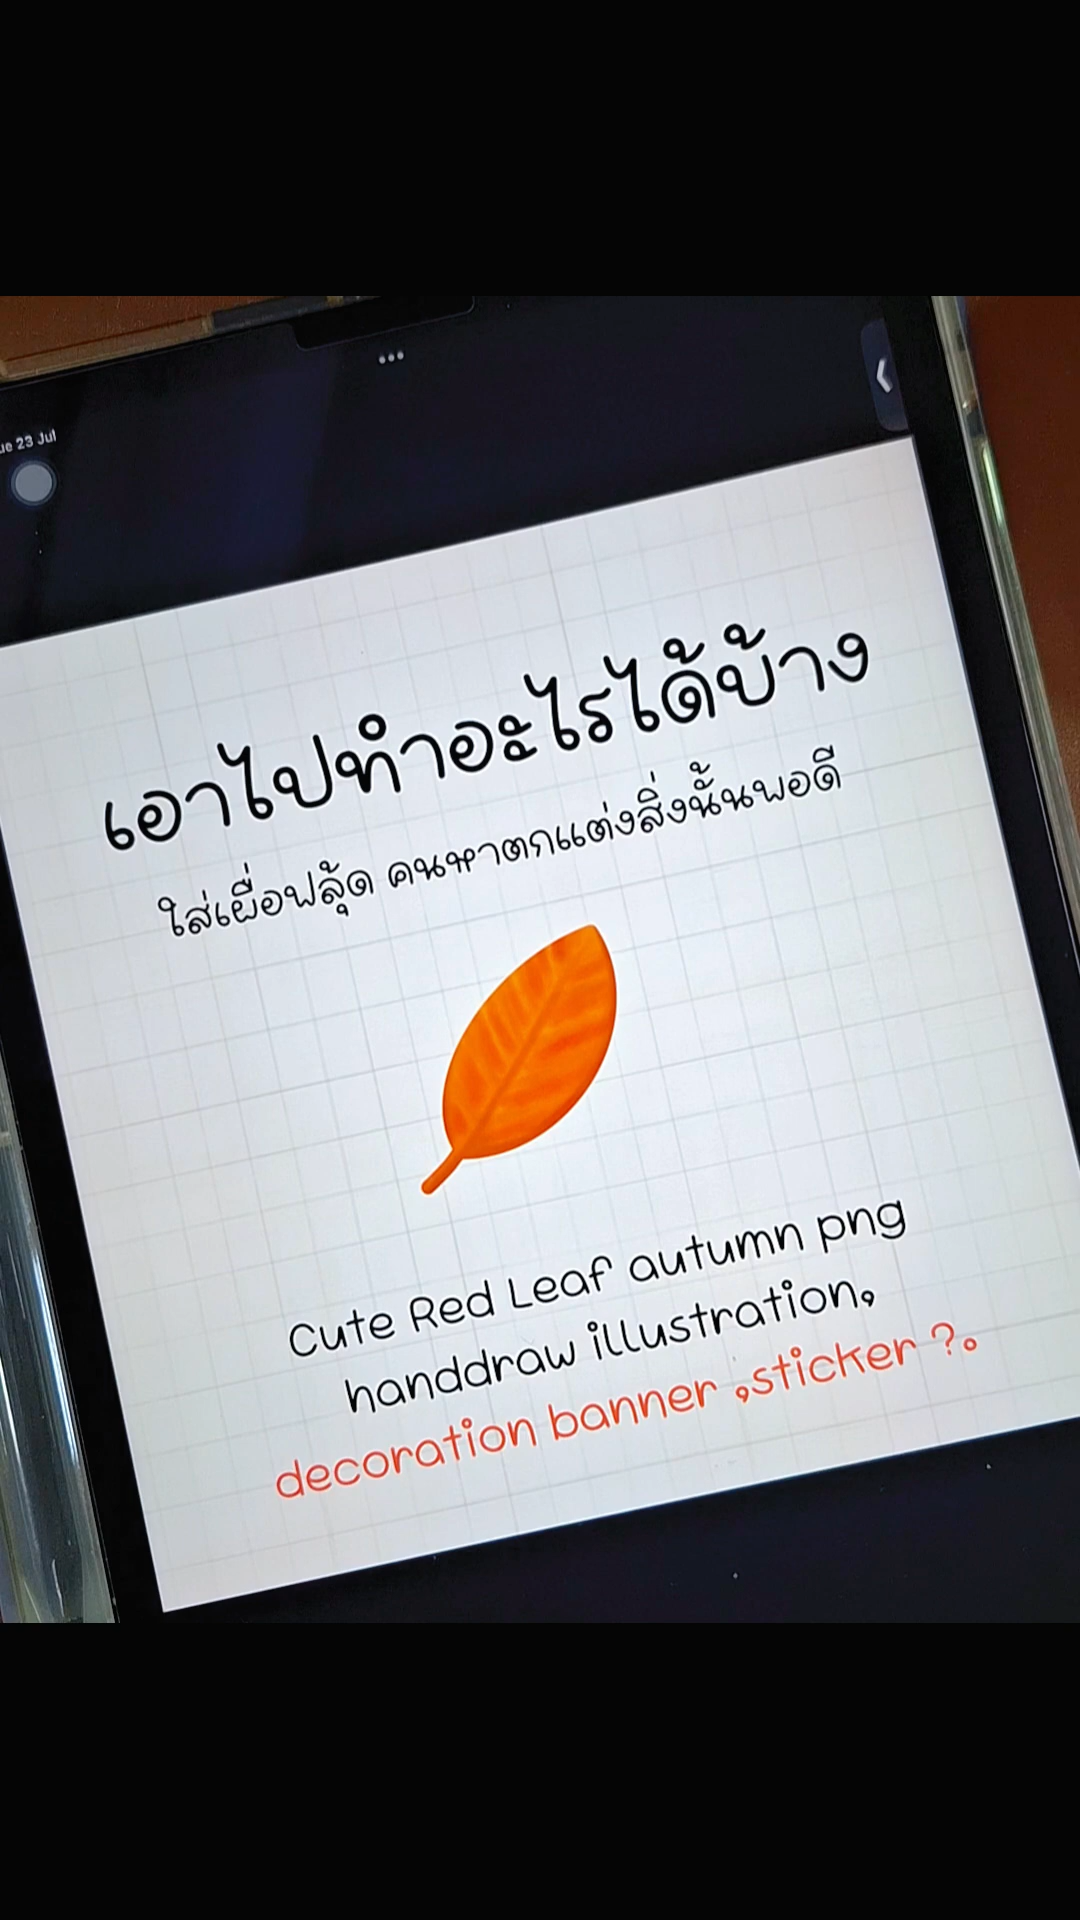 ue 23 Jul
เอาไปทำอะไรได้บ้าง
ใส่เผื่อฟลุ้ด คนหาตกแต่งสิ่งนั้นพอดี
Cute Red Leaf autumn png
handdraw illustration,
decoration banner ,sticker ?.